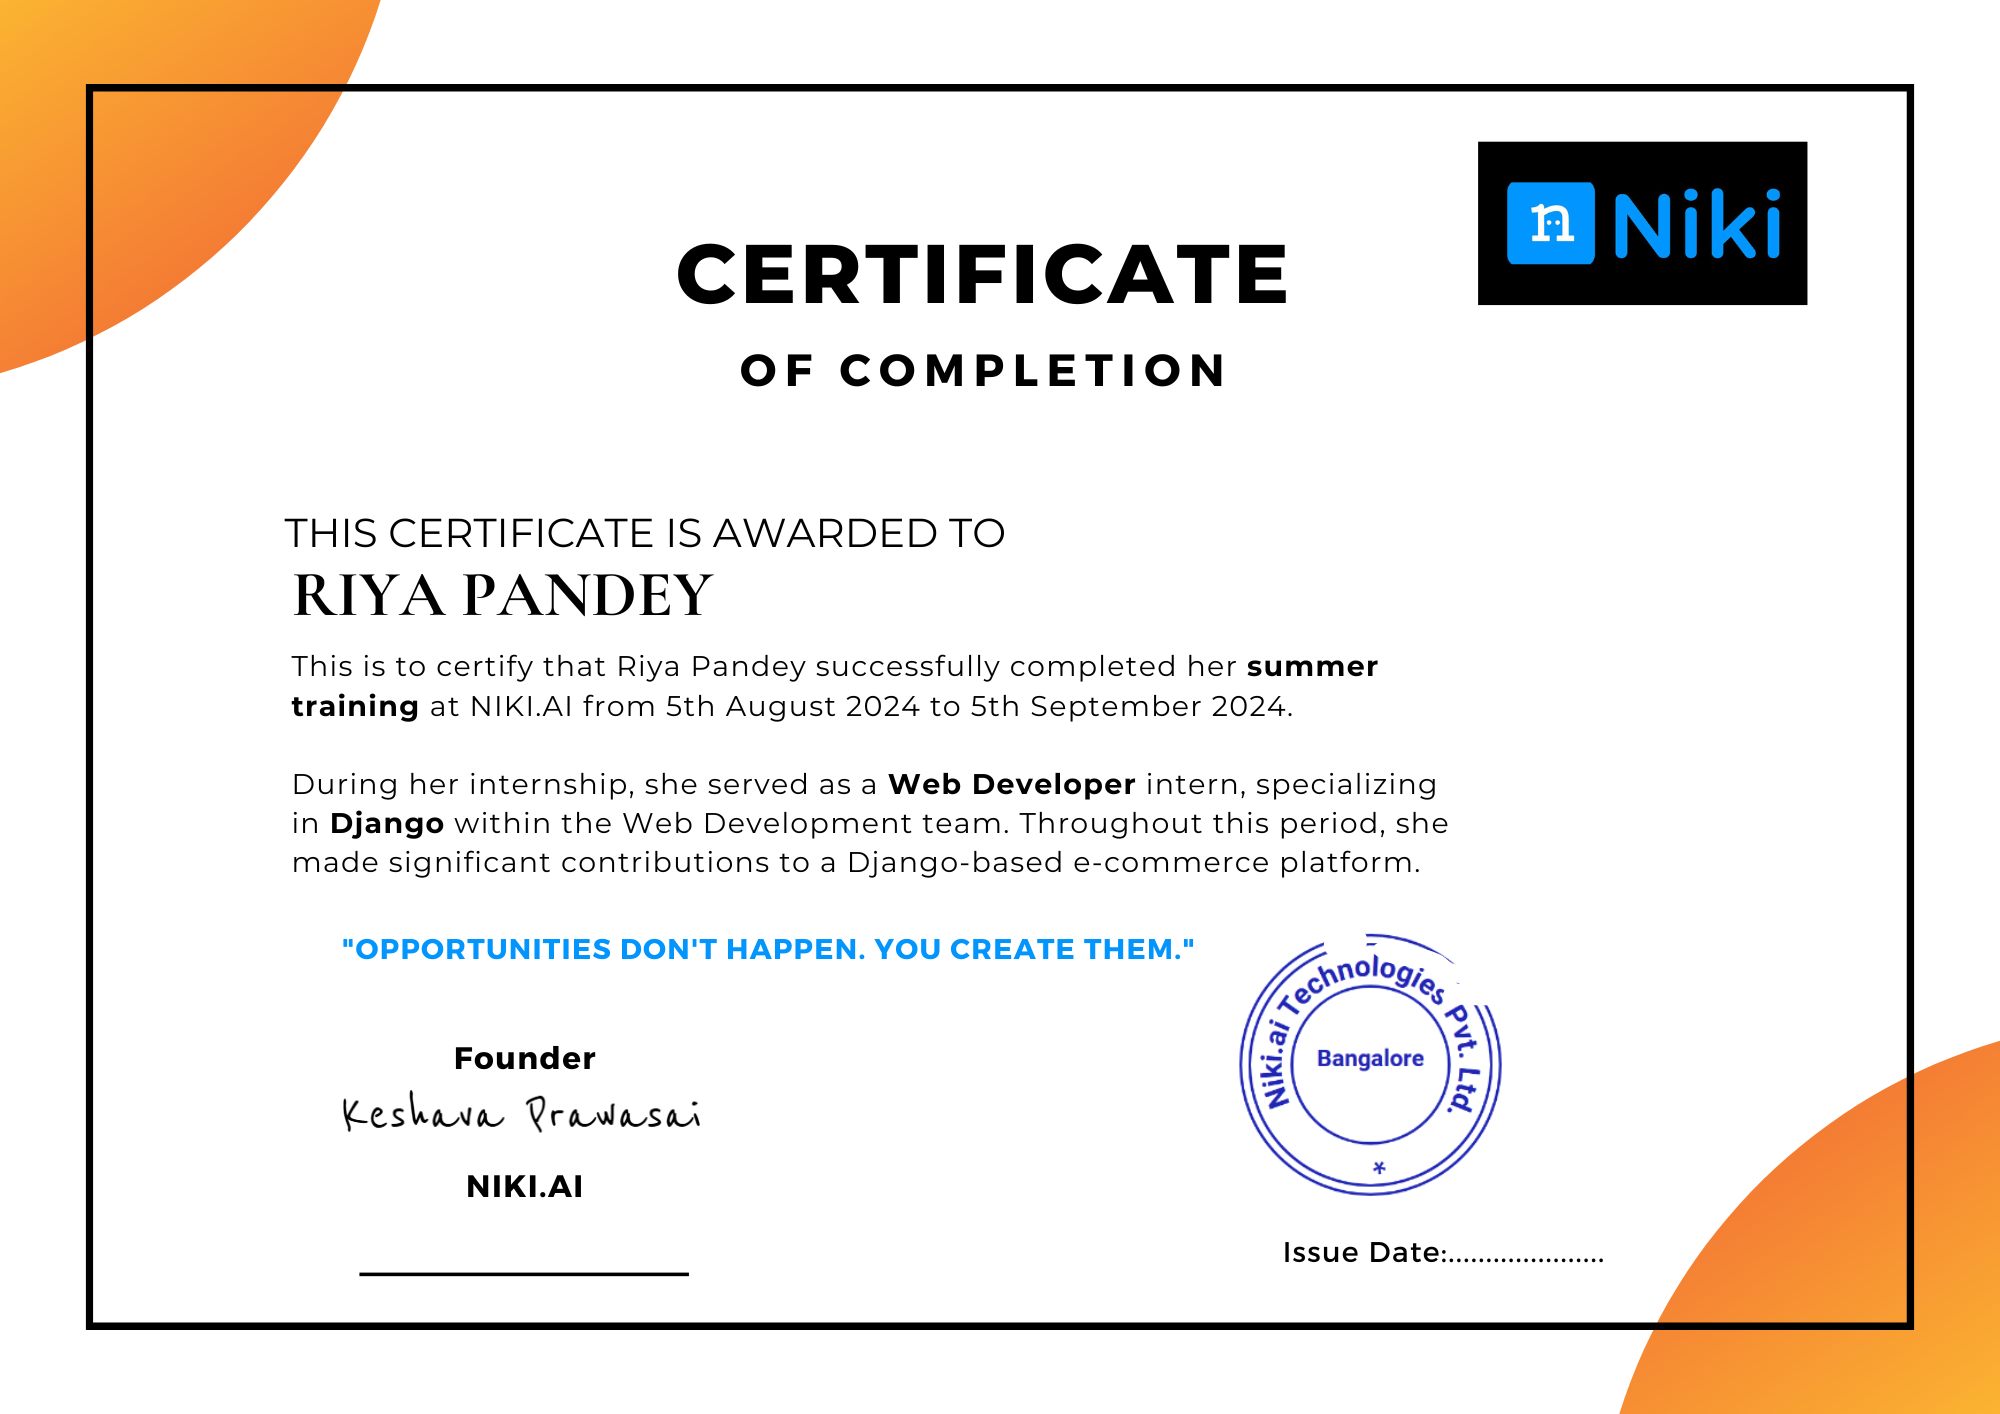 n Niki
CERTIFICATE
OF COMPLETION
THIS CERTIFICATE IS AWARDED TO
RIYA PANDEY
This is to certify that Riya Pandey successfully completed her summer
training at NIKI.AI from 5th August 2024 to 5th September 2024.
During her internship, she served as a Web Developer intern, specializing
in Django within the Web Development team. Throughout this period, she
made significant contributions to a Django-based e-commerce platform.
"OPPORTUNITIES DON'T HAPPEN. YOU CREATE THEM."
Niki.ai Technologies Pvt. Ltd.
Bangalore
*
Founder
Keshava Prawasai
NIKI.AI
Issue Date:.....................